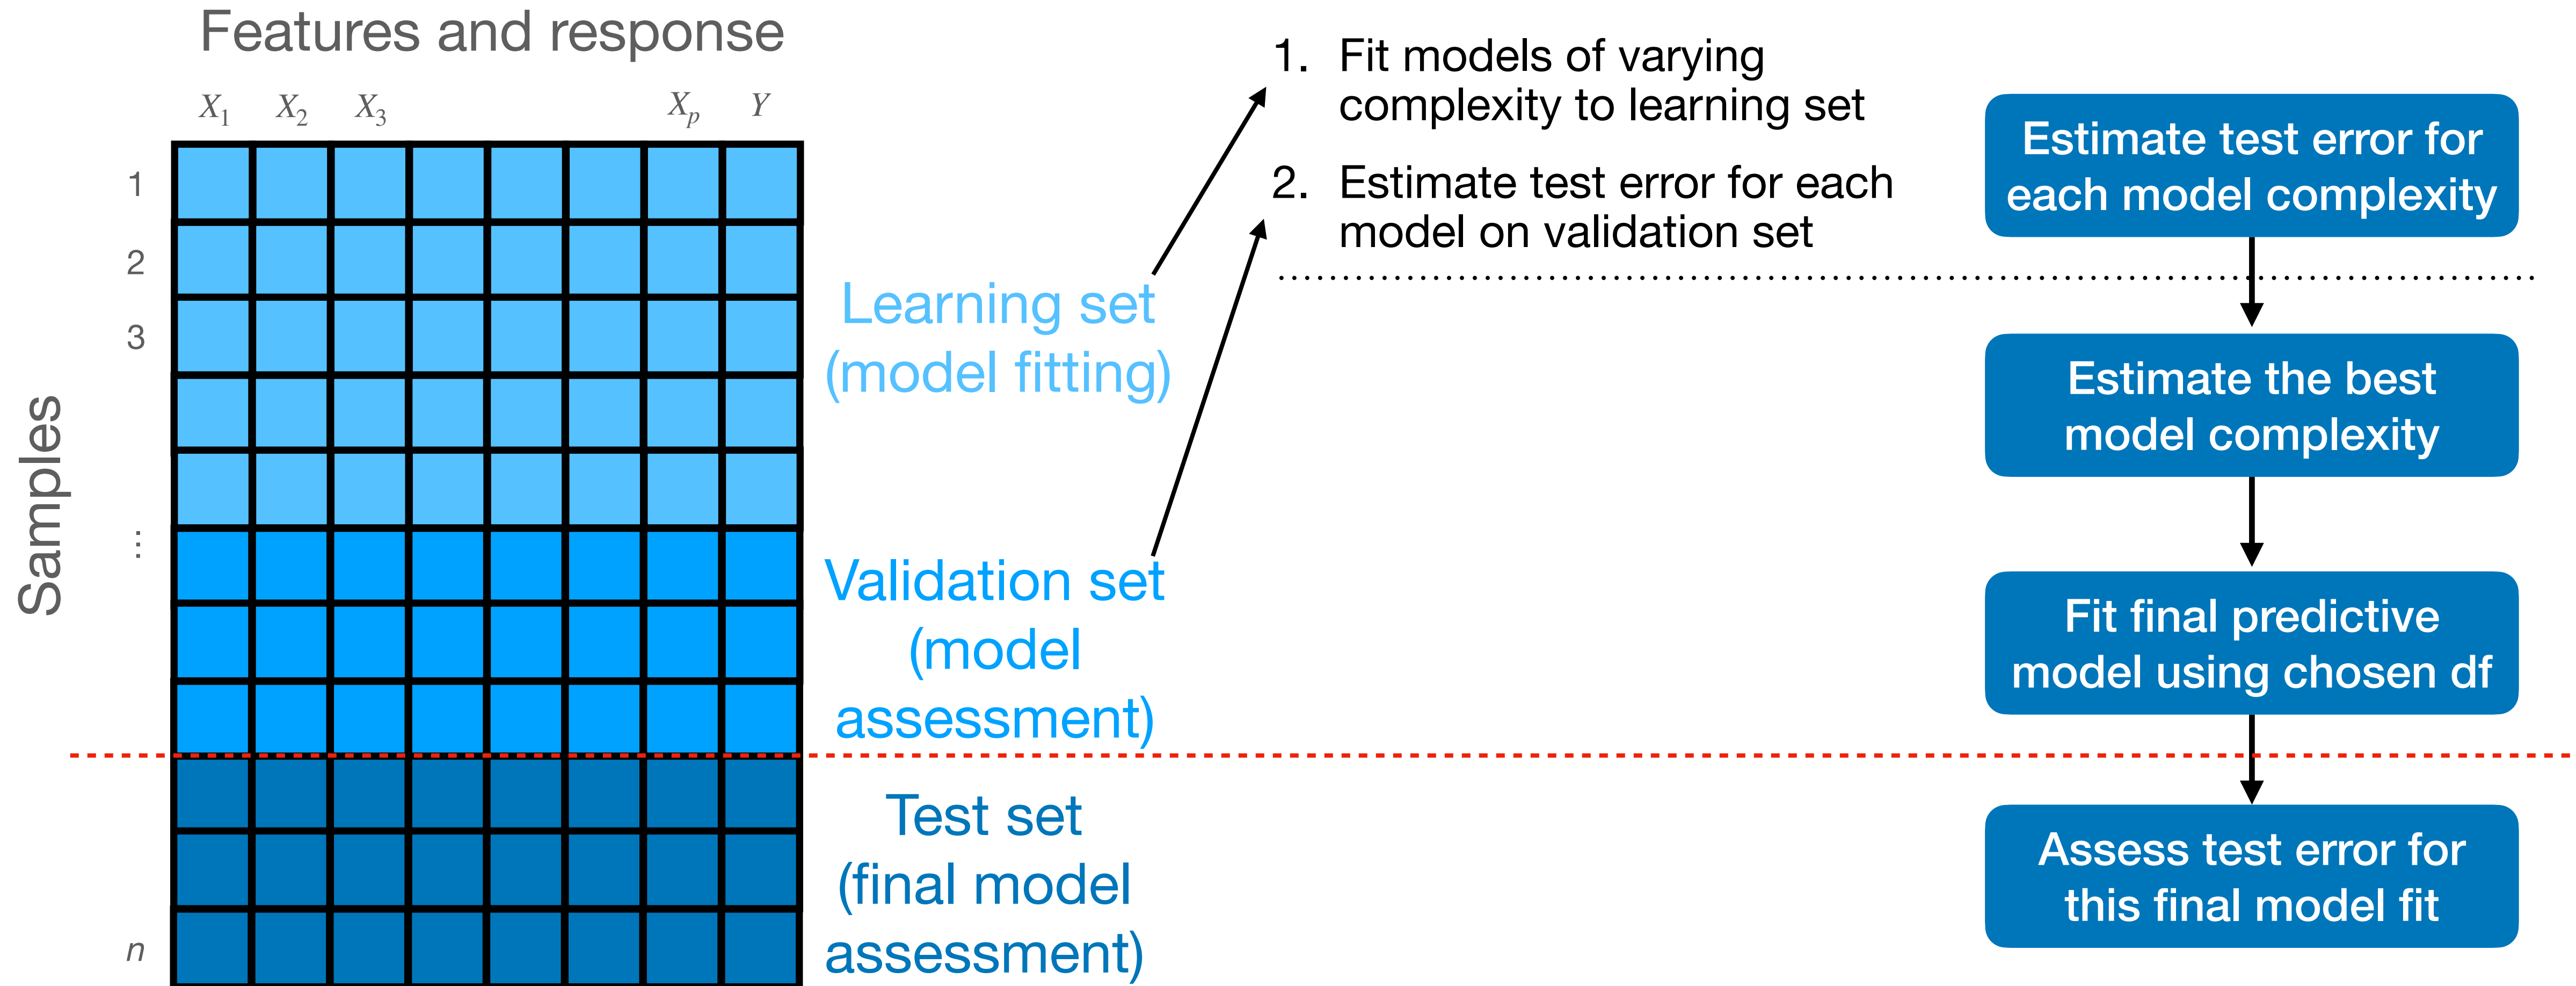 Features and response
X₁ X₂ X₃ Xₚ Y
Samples
1
2
3
⋮
n
Learning set
(model fitting)
Validation set
(model
assessment)
Test set
(final model
assessment)
1. Fit models of varying
complexity to learning set
2. Estimate test error for each
model on validation set
Estimate test error for
each model complexity
Estimate the best
model complexity
Fit final predictive
model using chosen df
Assess test error for
this final model fit